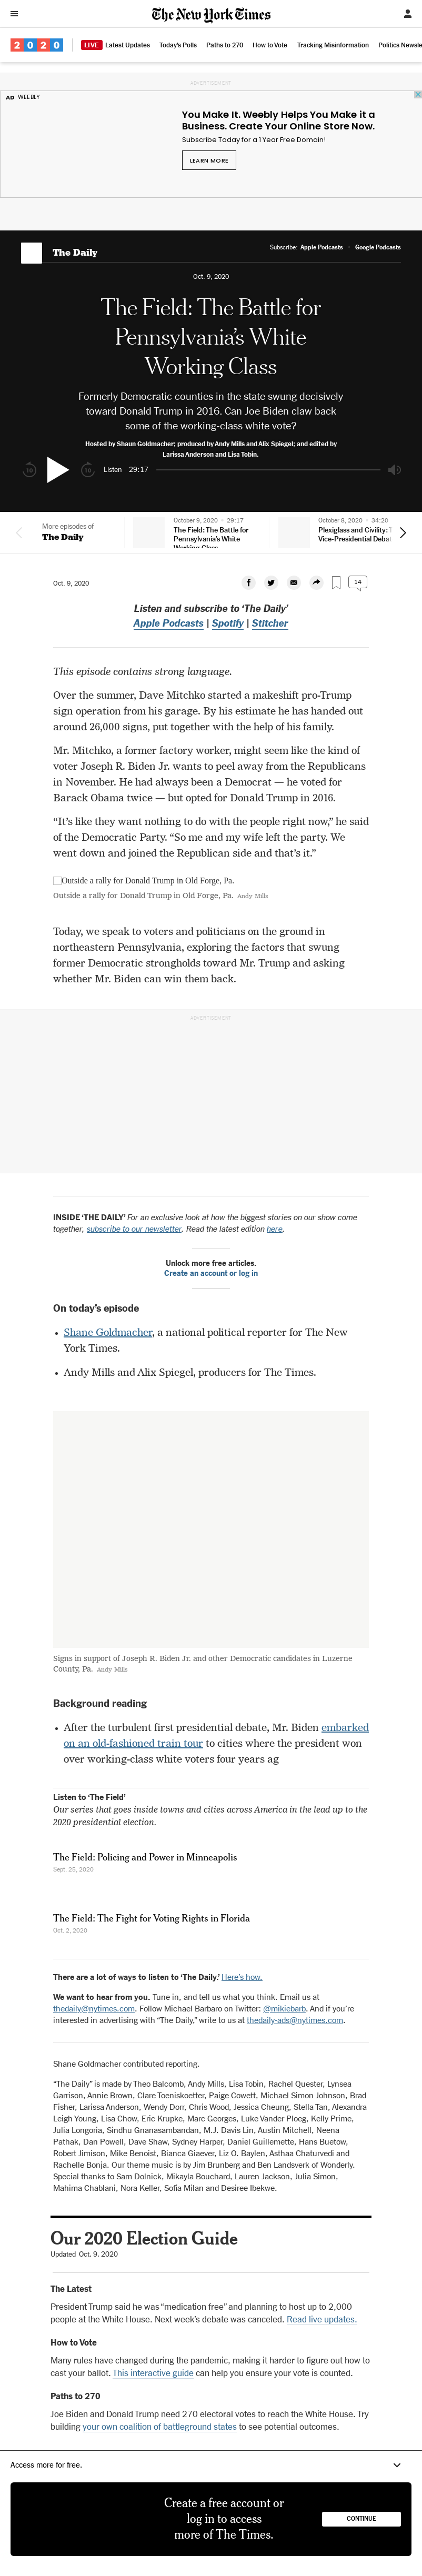 The New York Times
2020
LIVE Latest Updates Today's Polls Paths to 270 How to Vote Tracking Misinformation Politics Newsle
ADVERTISEMENT
AD WEEBLY
You Make It. Weebly Helps You Make it a
Business. Create Your Online Store Now.
Subscribe Today for a 1 Year Free Domain!
LEARN MORE
The Daily
Subscribe: Apple Podcasts Google Podcasts
Oct. 9, 2020
The Field: The Battle for
Pennsylvania's White
Working Class
Formerly Democratic counties in the state swung decisively
toward Donald Trump in 2016. Can Joe Biden claw back
some of the working-class white vote?
Hosted by Shaun Goldmacher; produced by Andy Mills and Alix Spiegel; and edited by
Larissa Anderson and Lisa Tobin.
10 10 Listen 29:17
More episodes of
The Daily
October 9, 2020 · 29:17
The Field: The Battle for
Pennsylvania's White
Working Class
October 8, 2020 · 34:20
Plexiglass and Civility: T
Vice-Presidential Debat
Oct. 9, 2020
14
Listen and subscribe to 'The Daily'
Apple Podcasts | Spotify | Stitcher
This episode contains strong language.
Over the summer, Dave Mitchko started a makeshift pro-Trump
sign operation from his garage. By his estimate he has handed out
around 26,000 signs, put together with the help of his family.
Mr. Mitchko, a former factory worker, might seem like the kind of
voter Joseph R. Biden Jr. wants to peel away from the Republicans
in November. He had always been a Democrat — he voted for
Barack Obama twice — but opted for Donald Trump in 2016.
"It's like they want nothing to do with the people right now," he said
of the Democratic Party. "So me and my wife left the party. We
went down and joined the Republican side and that's it."
Outside a rally for Donald Trump in Old Forge, Pa.
Outside a rally for Donald Trump in Old Forge, Pa. Andy Mills
Today, we speak to voters and politicians on the ground in
northeastern Pennsylvania, exploring the factors that swung
former Democratic strongholds toward Mr. Trump and asking
whether Mr. Biden can win them back.
ADVERTISEMENT
INSIDE 'THE DAILY' For an exclusive look at how the biggest stories on our show come
together, subscribe to our newsletter. Read the latest edition here.
Unlock more free articles.
Create an account or log in
On today's episode
• Shane Goldmacher, a national political reporter for The New
York Times.
• Andy Mills and Alix Spiegel, producers for The Times.
Signs in support of Joseph R. Biden Jr. and other Democratic candidates in Luzerne
County, Pa. Andy Mills
Background reading
• After the turbulent first presidential debate, Mr. Biden embarked
on an old-fashioned train tour to cities where the president won
over working-class white voters four years ag
Listen to 'The Field'
Our series that goes inside towns and cities across America in the lead up to the
2020 presidential election.
The Field: Policing and Power in Minneapolis
Sept. 25, 2020
The Field: The Fight for Voting Rights in Florida
Oct. 2, 2020
There are a lot of ways to listen to 'The Daily.' Here's how.
We want to hear from you. Tune in, and tell us what you think. Email us at
thedaily@nytimes.com. Follow Michael Barbaro on Twitter: @mikiebarb. And if you're
interested in advertising with "The Daily," write to us at thedaily-ads@nytimes.com.
Shane Goldmacher contributed reporting.
"The Daily" is made by Theo Balcomb, Andy Mills, Lisa Tobin, Rachel Quester, Lynsea
Garrison, Annie Brown, Clare Toeniskoetter, Paige Cowett, Michael Simon Johnson, Brad
Fisher, Larissa Anderson, Wendy Dorr, Chris Wood, Jessica Cheung, Stella Tan, Alexandra
Leigh Young, Lisa Chow, Eric Krupke, Marc Georges, Luke Vander Ploeg, Kelly Prime,
Julia Longoria, Sindhu Gnanasambandan, M.J. Davis Lin, Austin Mitchell, Neena
Pathak, Dan Powell, Dave Shaw, Sydney Harper, Daniel Guillemette, Hans Buetow,
Robert Jimison, Mike Benoist, Bianca Giaever, Liz O. Baylen, Asthaa Chaturvedi and
Rachelle Bonja. Our theme music is by Jim Brunberg and Ben Landsverk of Wonderly.
Special thanks to Sam Dolnick, Mikayla Bouchard, Lauren Jackson, Julia Simon,
Mahima Chablani, Nora Keller, Sofia Milan and Desiree Ibekwe.
Our 2020 Election Guide
Updated Oct. 9, 2020
The Latest
President Trump said he was "medication free" and planning to host up to 2,000
people at the White House. Next week's debate was canceled. Read live updates.
How to Vote
Many rules have changed during the pandemic, making it harder to figure out how to
cast your ballot. This interactive guide can help you ensure your vote is counted.
Paths to 270
Joe Biden and Donald Trump need 270 electoral votes to reach the White House. Try
building your own coalition of battleground states to see potential outcomes.
Access more for free.
Create a free account or
log in to access
more of The Times.
CONTINUE